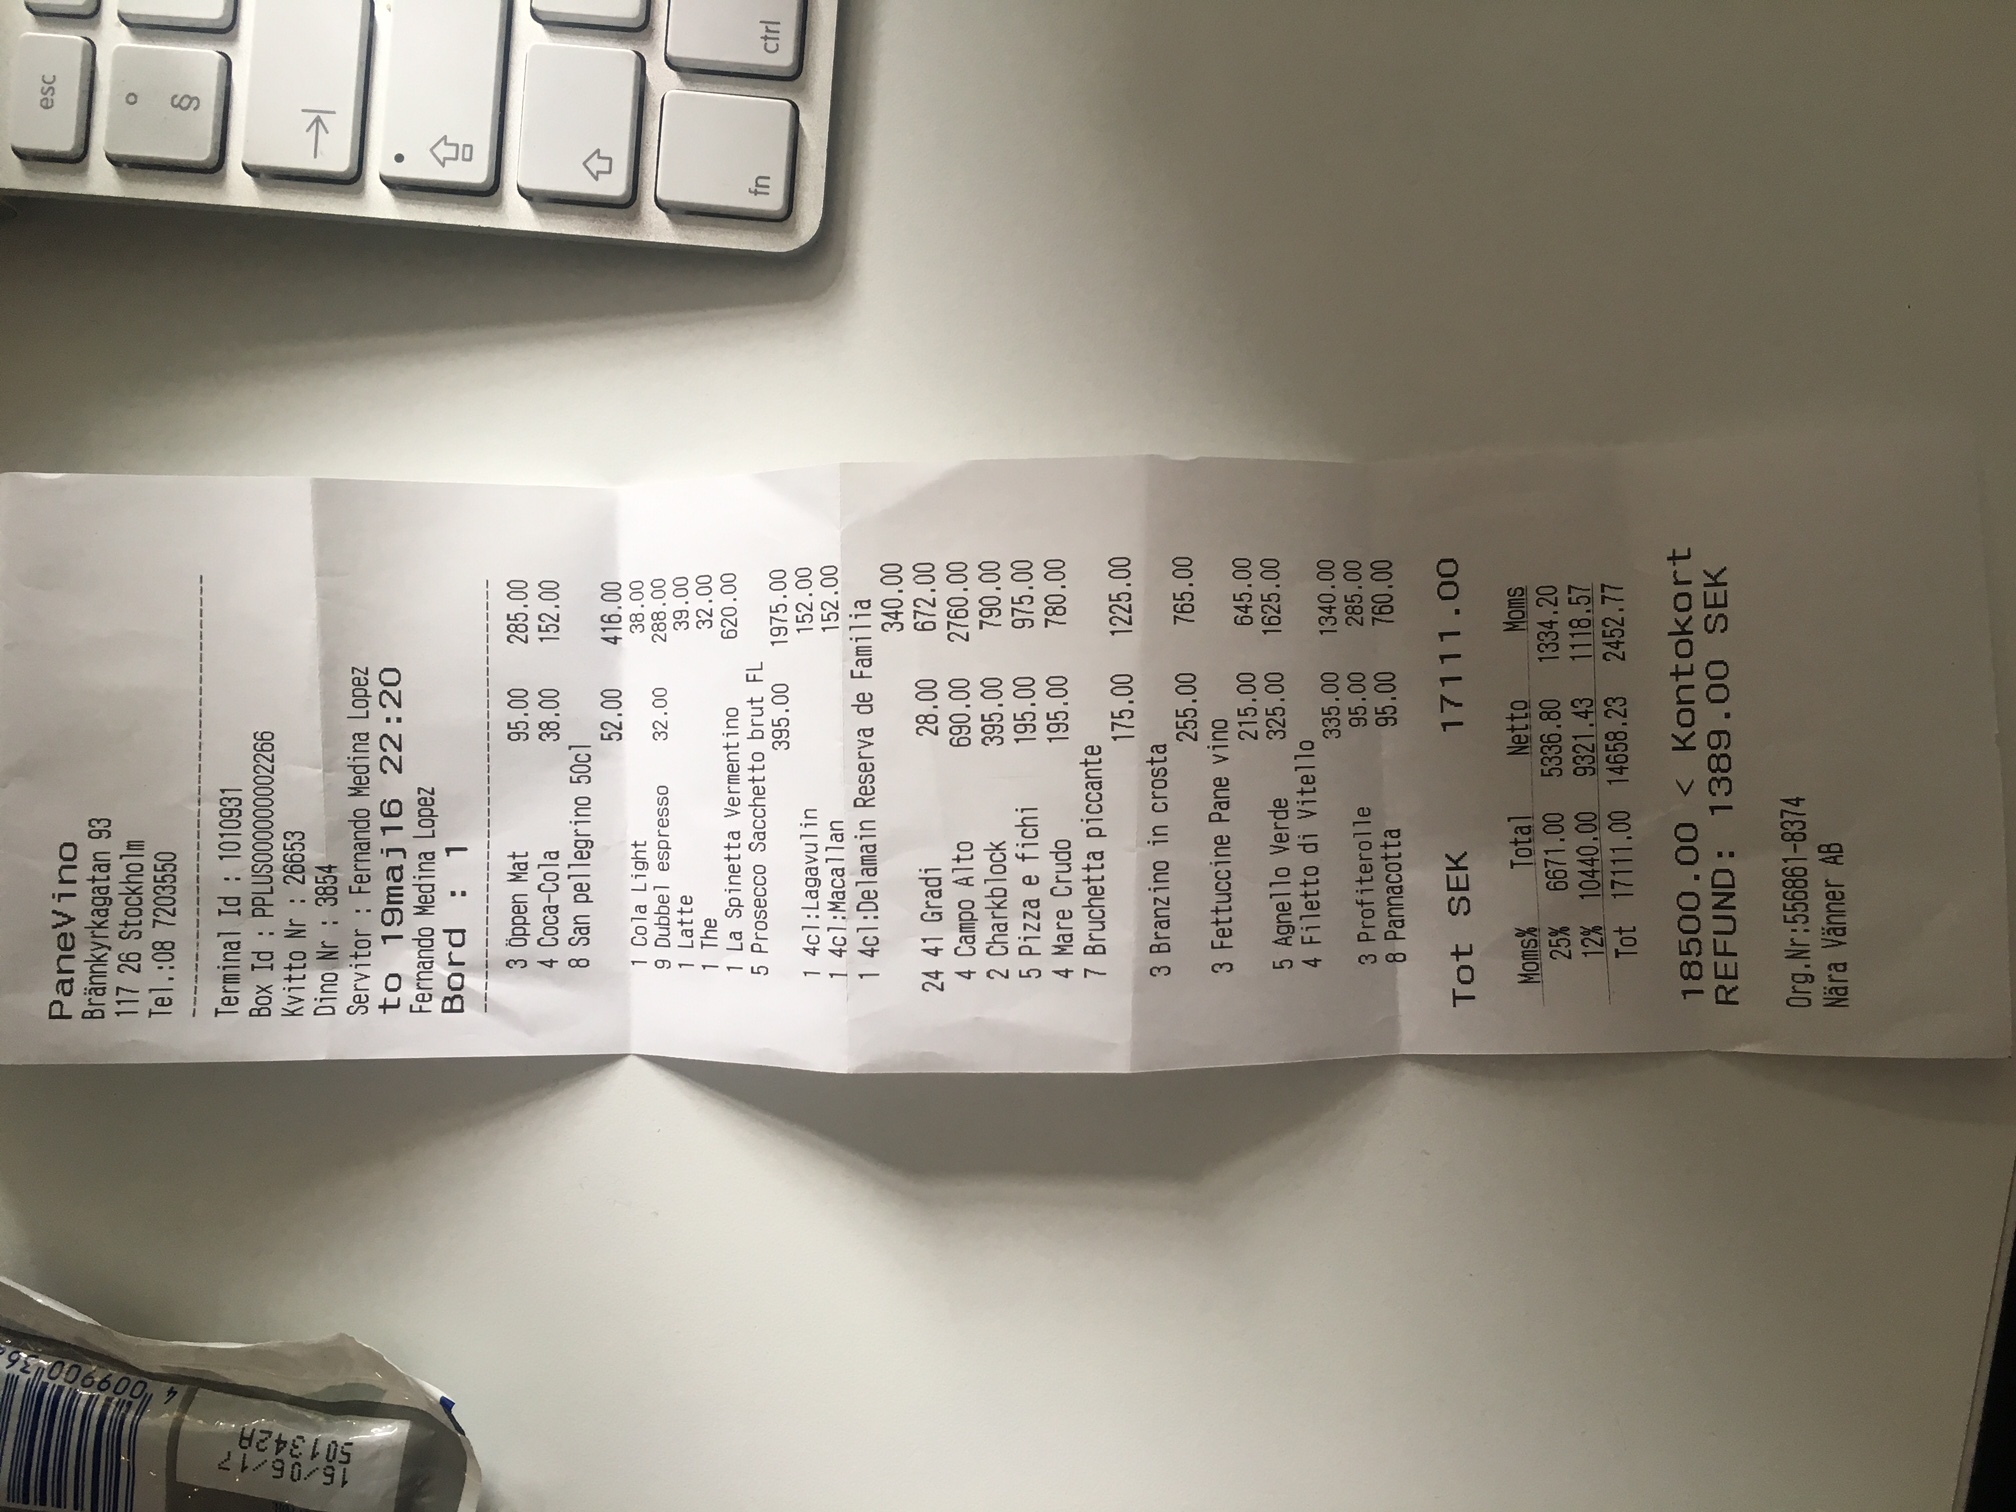 PaneVino
Brännkyrkagatan 93
117 26 Stockholm
Tel.:08 7203550
Terminal Id : 1010931
Box Id : PPLUS000000002266
Kvitto Nr : 26653
Dino Nr : 3854
Servitor : Fernando Medina Lopez
to 19maj16 22:20
Fernando Medina Lopez
Bord : 1
3 Öppen Mat 95.00 285.00
4 Coca-Cola 38.00 152.00
8 San pellegrino 50cl
52.00 416.00
1 Cola Light 38.00
9 Dubbel espresso 32.00 288.00
1 Latte 39.00
1 The 32.00
1 La Spinetta Vermentino 620.00
5 Prosecco Sacchetto brut FL
395.00 1975.00
1 4cl:Lagavulin 152.00
1 4cl:Macallan 152.00
1 4cl:Delamain Reserva de Familia
340.00
24 41 Gradi 28.00 672.00
4 Campo Alto 690.00 2760.00
2 Charkblock 395.00 790.00
5 Pizza e fichi 195.00 975.00
4 Mare Crudo 195.00 780.00
7 Bruchetta piccante
175.00 1225.00
3 Branzino in crosta
255.00 765.00
3 Fettuccine Pane vino
215.00 645.00
5 Agnello Verde 325.00 1625.00
4 Filetto di Vitello
335.00 1340.00
3 Profiterolle 95.00 285.00
8 Pannacotta 95.00 760.00
Tot SEK 17111.00
Moms% Total Netto Moms
25% 6671.00 5336.80 1334.20
12% 10440.00 9321.43 1118.57
Tot 17111.00 14658.23 2452.77
18500.00 < Kontokort
REFUND: 1389.00 SEK
Org.Nr:556861-8374
Nära Vänner AB
16/06/17
501342A
esc
°
§
fn
ctrl